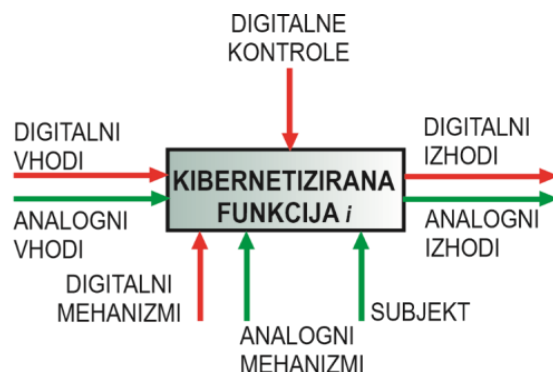 DIGITALNE
KONTROLE
DIGITALNI
VHODI
DIGITALNI
IZHODI
KIBERNETIZIRANA
FUNKCIJA i
ANALOGNI
VHODI
ANALOGNI
IZHODI
DIGITALNI
MEHANIZMI
ANALOGNI
MEHANIZMI
SUBJEKT